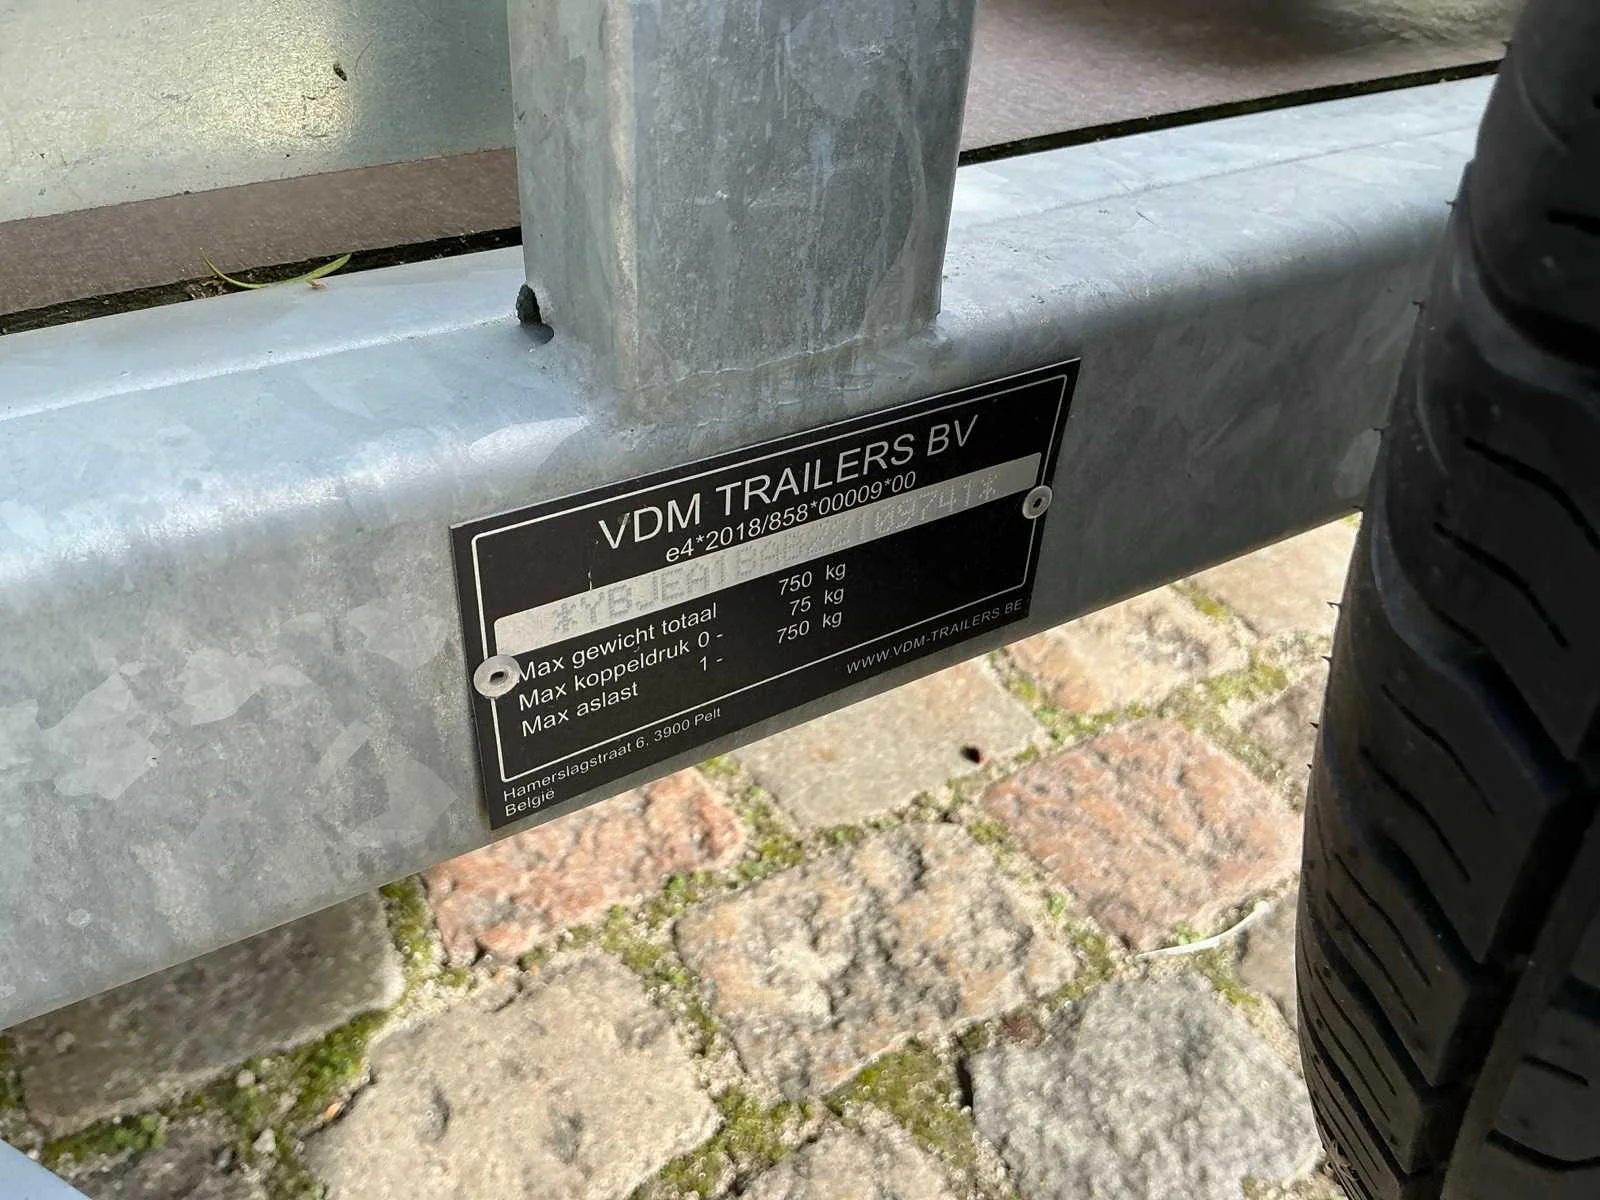 VDM TRAILERS BV
e4*2018/858*00009*00
Max gewicht totaal 750 kg
Max koppeldruk 0 - 75 kg
Max aslast 1 - 750 kg
WWW.VDM-TRAILERS.BE
Hamerslagstraat 6, 3900 Pelt
België